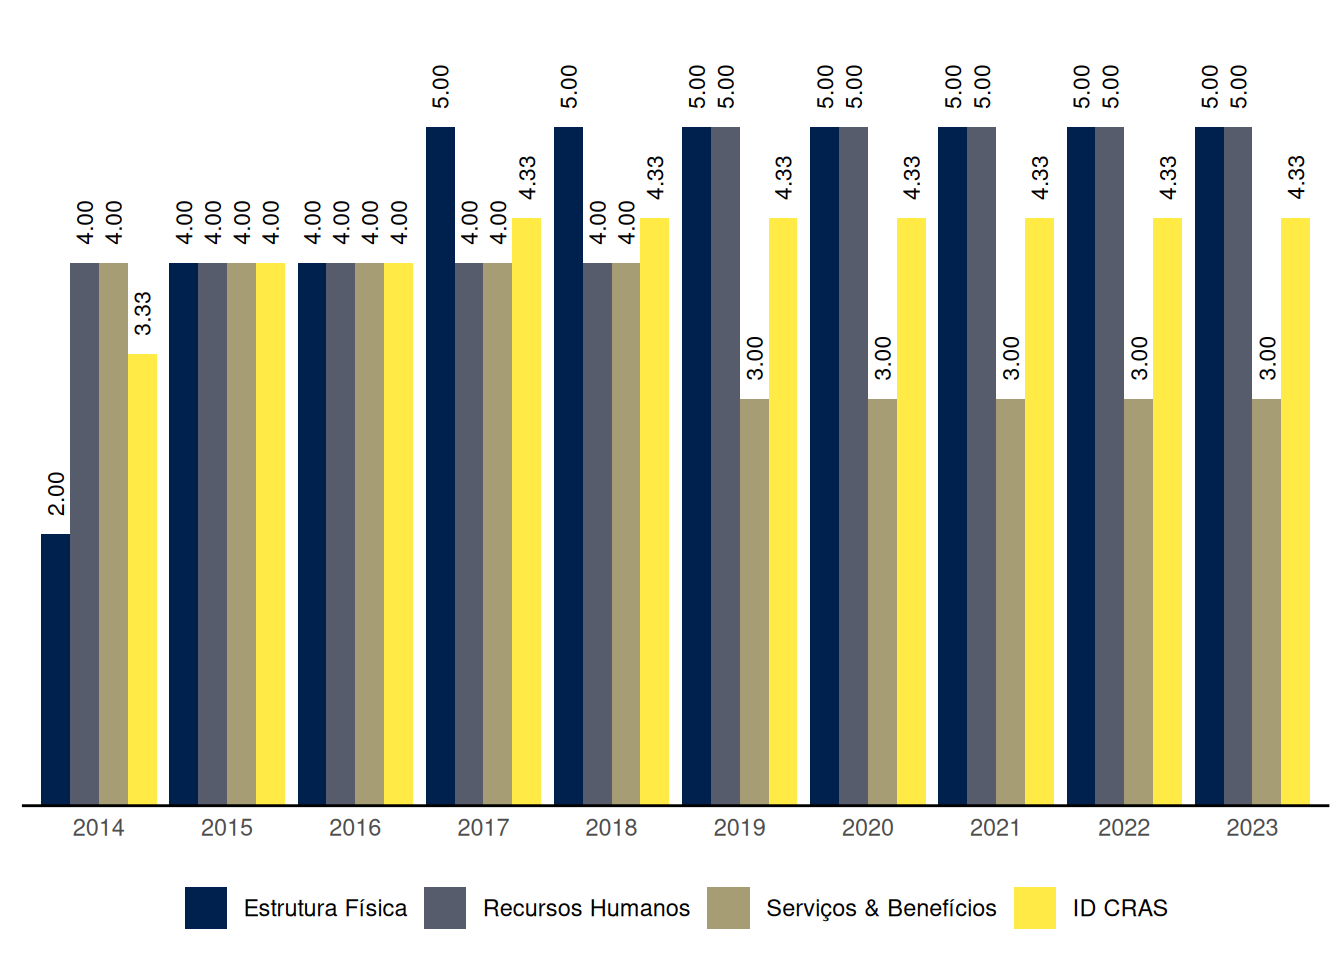 5.00 5.00 5.00 5.00 5.00 5.00 5.00 5.00 5.00 5.00 5.00 5.00
4.33 4.33 4.33 4.33 4.33 4.33 4.33
4.00 4.00 4.00 4.00 4.00 4.00 4.00 4.00 4.00 4.00 4.00 4.00 4.00 4.00
3.33
3.00 3.00 3.00 3.00 3.00
2.00
2014 2015 2016 2017 2018 2019 2020 2021 2022 2023
Estrutura Física Recursos Humanos Serviços & Benefícios ID CRAS